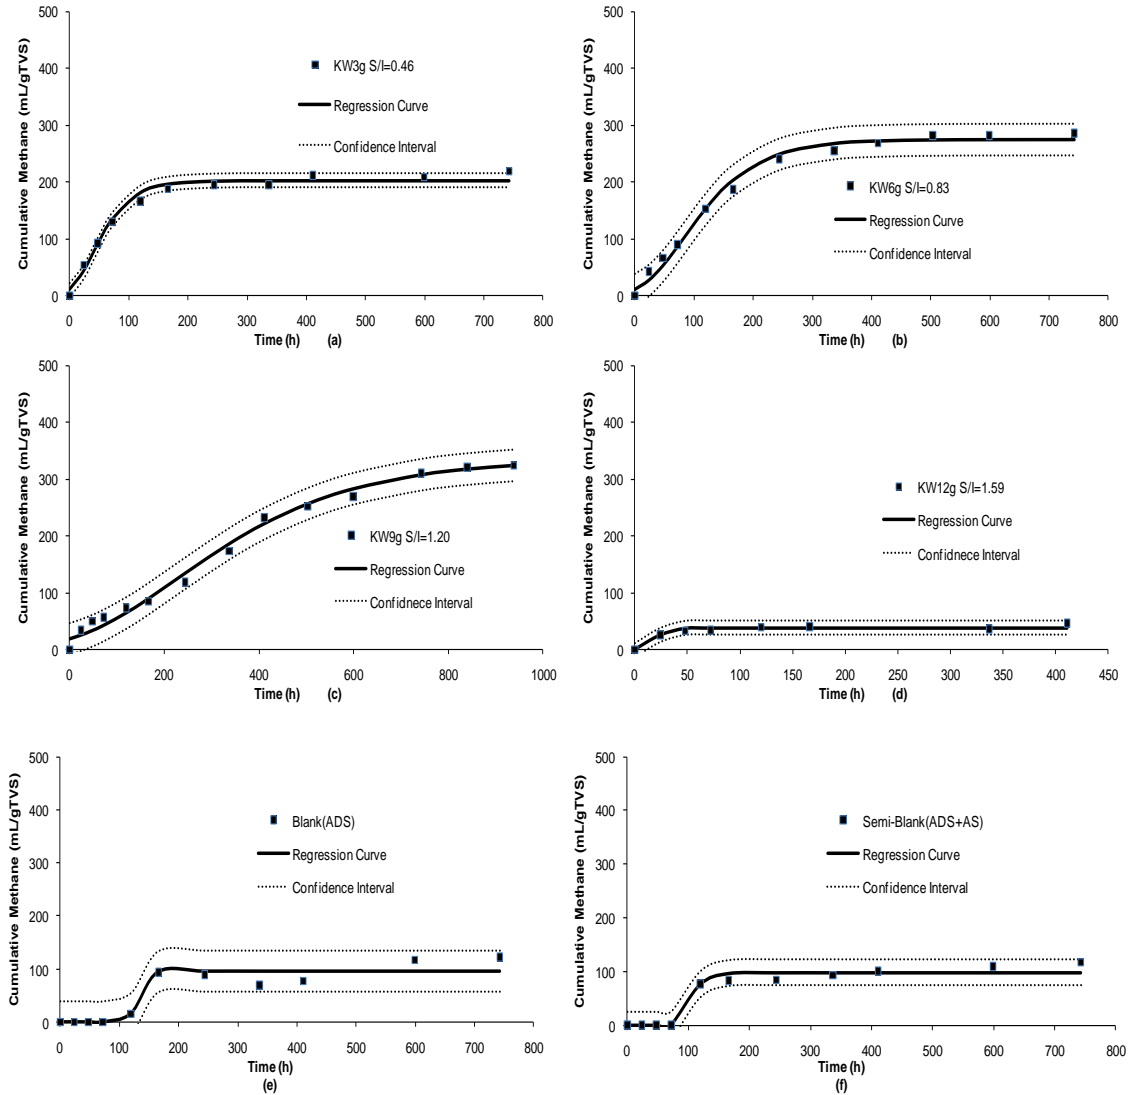 500
400
300
200
100
0
Cumulative Methane (mL/gTVS)
KW3g S/I=0.46
Regression Curve
Confidence Interval
0 100 200 300 400 500 600 700 800
Time (h) (a)
500
400
300
200
100
0
Cumulative Methane (mL/gTVS)
KW6g S/I=0.83
Regression Curve
Confidence Interval
0 100 200 300 400 500 600 700 800
Time (h) (b)
500
400
300
200
100
0
Cumulative Methane (mL/gTVS)
KW9g S/I=1.20
Regression Curve
Confidnece Interval
0 200 400 600 800 1000
Time (h) (c)
500
400
300
200
100
0
Cumulative Methane (mL/gTVS)
KW12g S/I=1.59
Regression Curve
Confidnece Interval
0 50 100 150 200 250 300 350 400 450
Time (h) (d)
500
400
300
200
100
0
Cumulative Methane (mL/gTVS)
Blank(ADS)
Regression Curve
Confidence Interval
0 100 200 300 400 500 600 700 800
Time (h)
(e)
500
400
300
200
100
0
Cumulative Methane (mL/gTVS)
Semi-Blank(ADS+AS)
Regression Curve
Confidence Interval
0 100 200 300 400 500 600 700 800
Time (h)
(f)